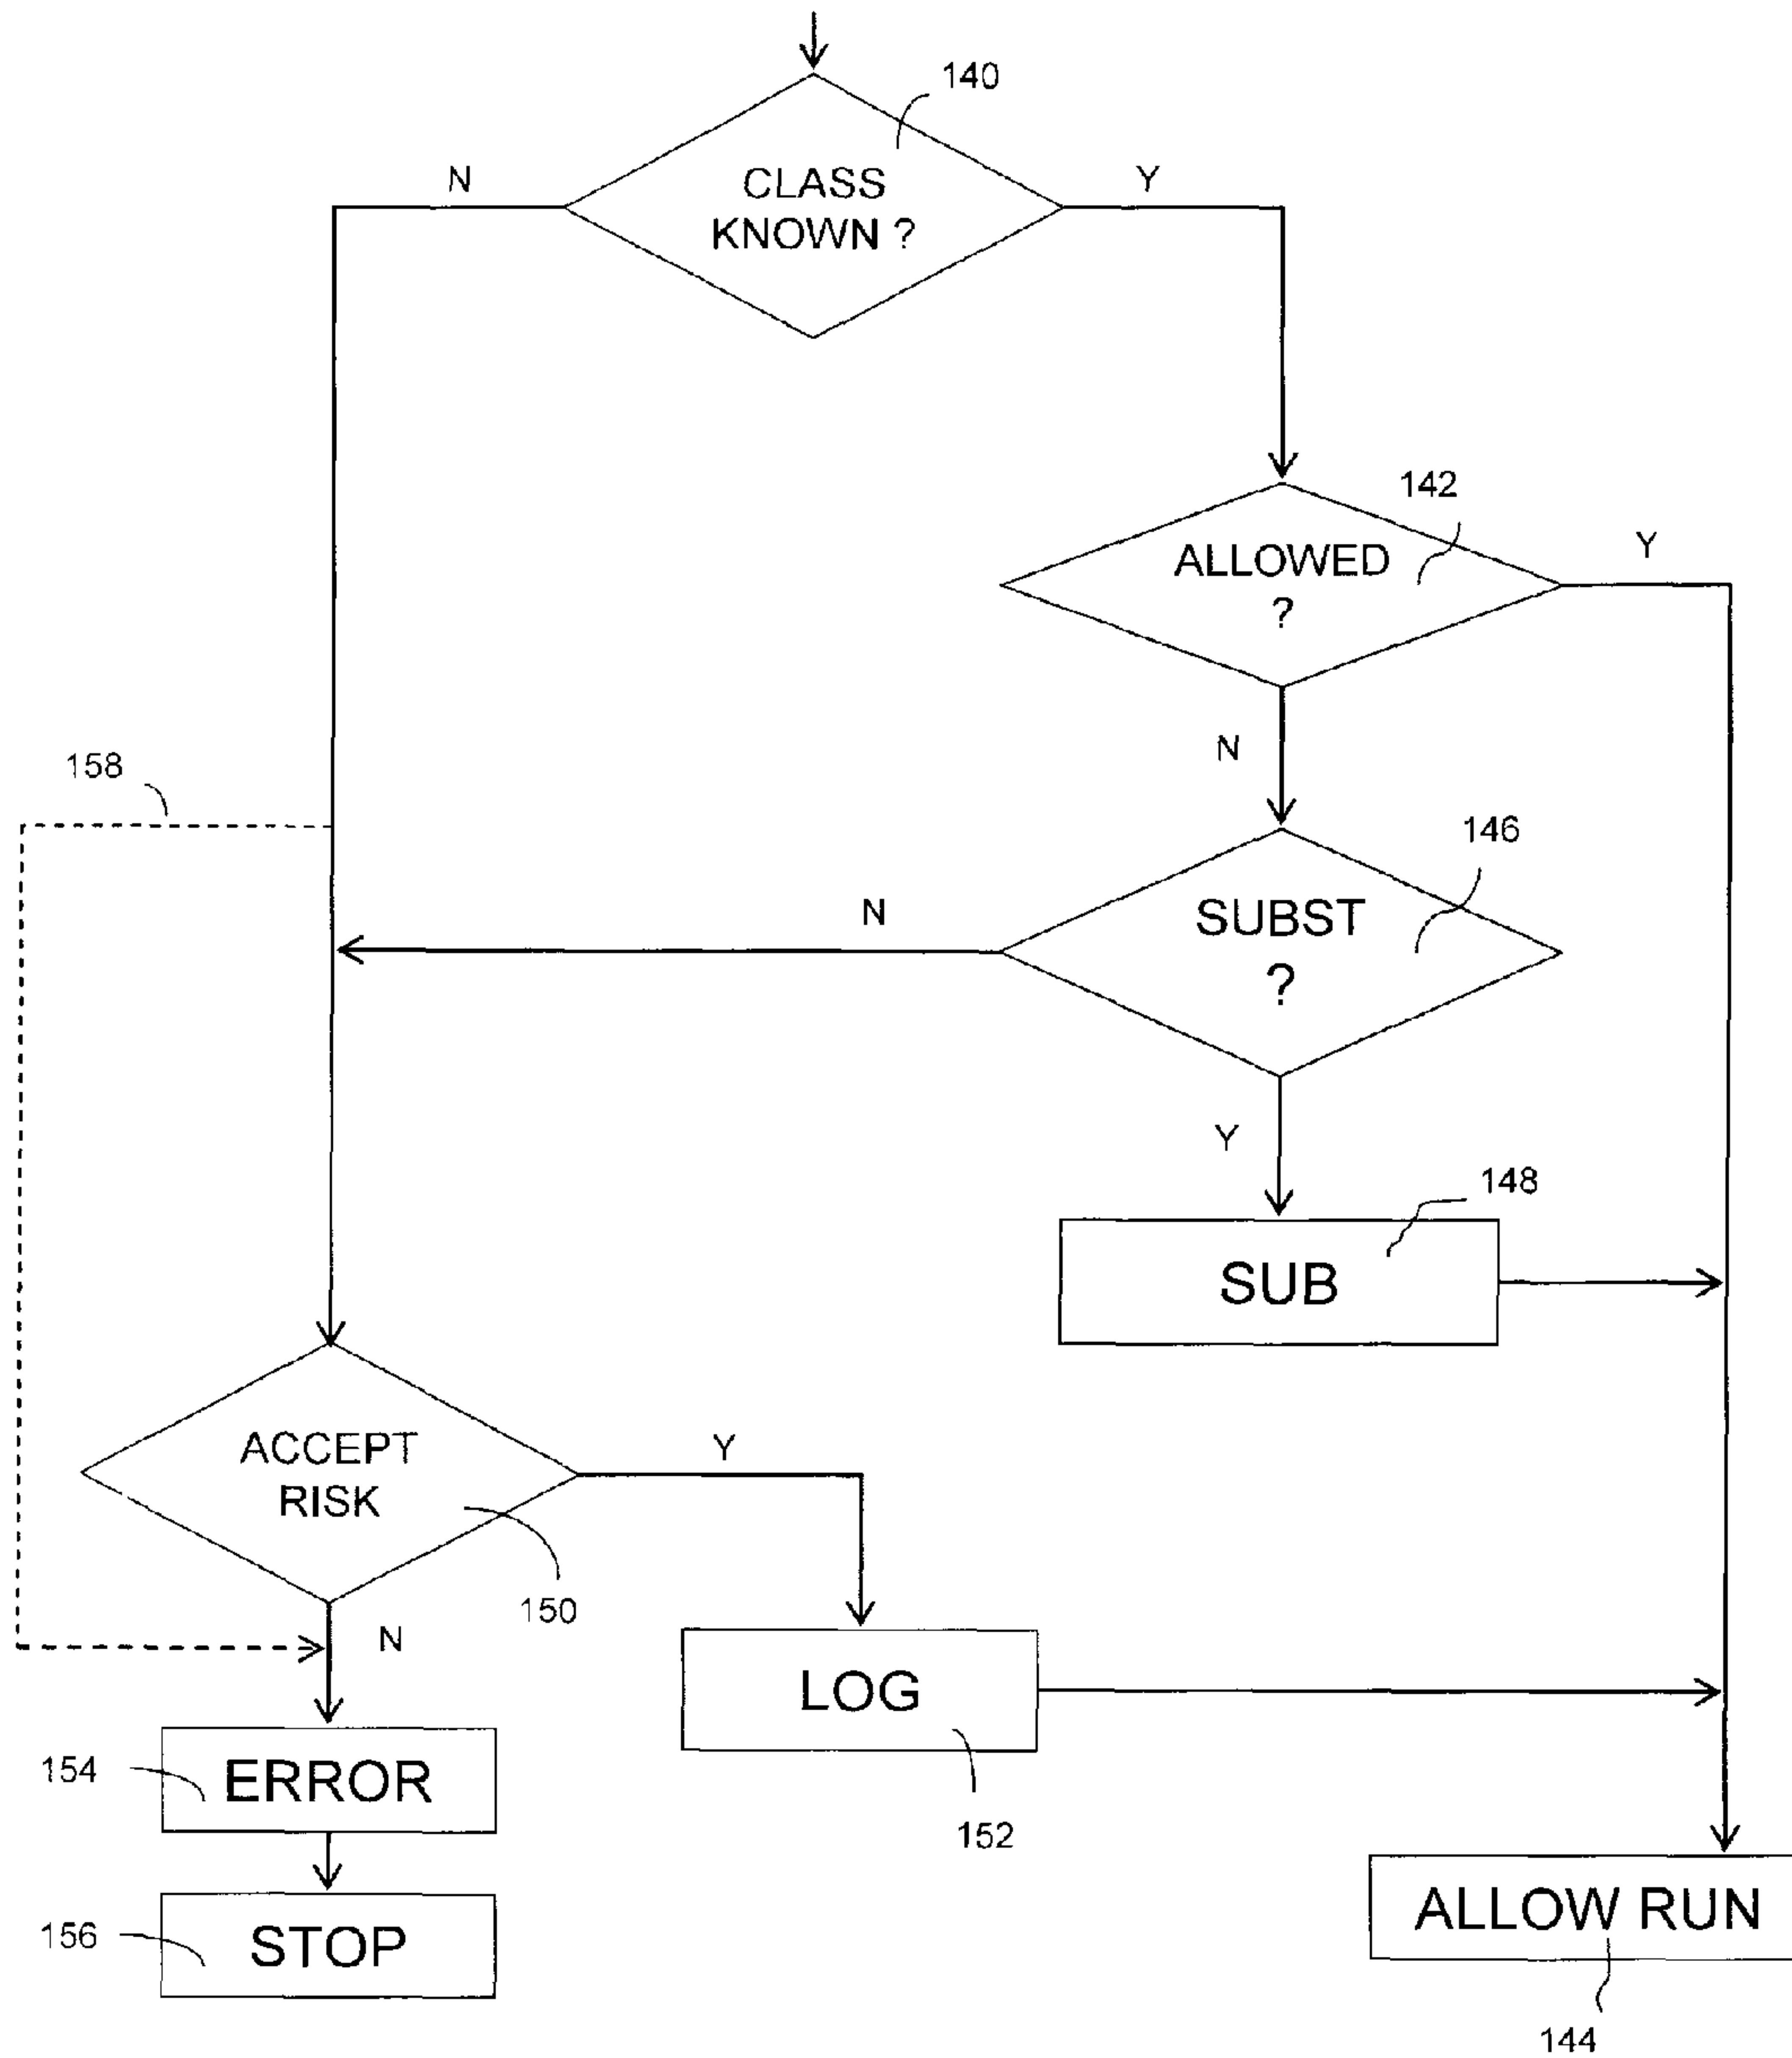 140
N
CLASS
KNOWN ?
Y
142
ALLOWED
?
Y
N
158
146
N
SUBST
?
Y
148
SUB
ACCEPT
RISK
Y
150
N
LOG
154
ERROR
152
156
STOP
ALLOW RUN
144